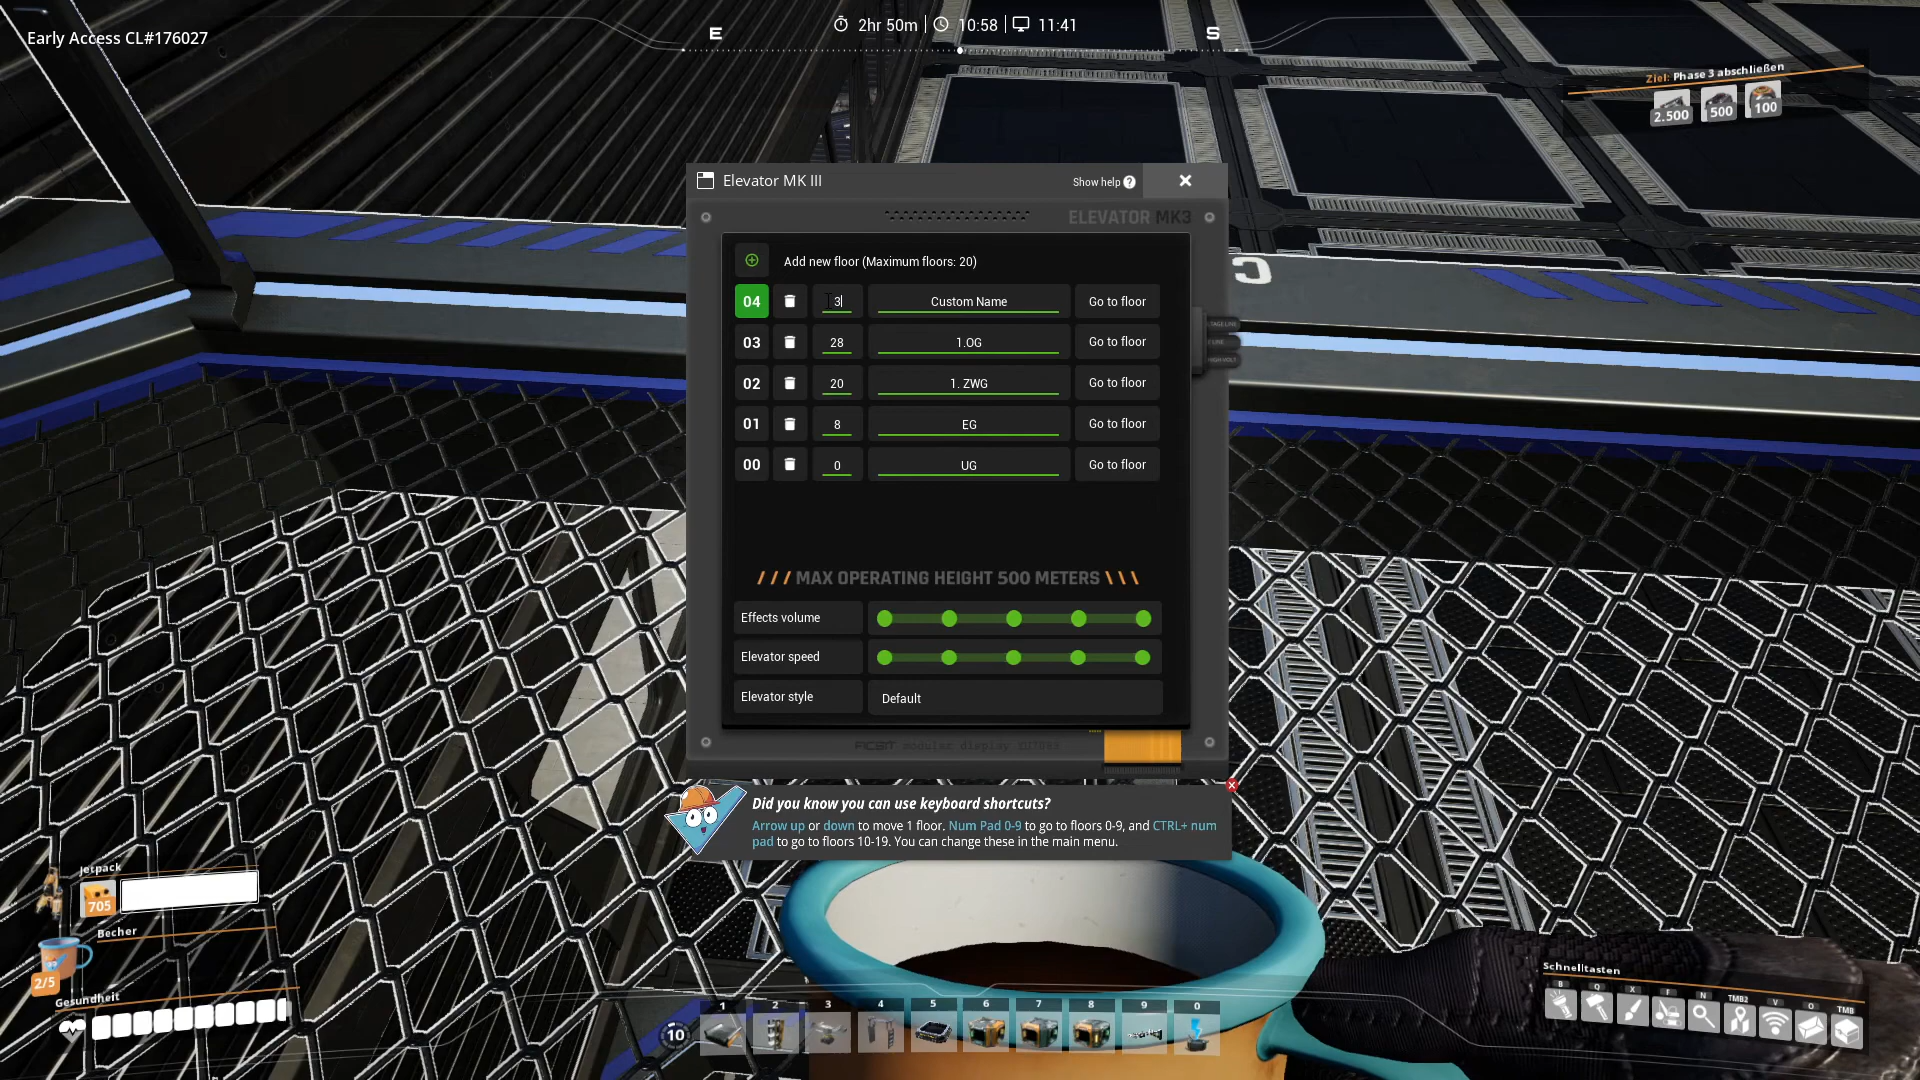 Early Access CL#176027
E
2hr 50m
10:58
11:41
S
Ziel: Phase 3 abschließen
2.500
500
100
Elevator MK III
Show help
ELEVATOR MK3
Add new floor (Maximum floors: 20)
04 3 Custom Name Go to floor
03 28 1.OG Go to floor
02 20 1. ZWG Go to floor
01 8 EG Go to floor
00 0 UG Go to floor
/ / / MAX OPERATING HEIGHT 500 METERS \ \ \
Effects volume
Elevator speed
Elevator style Default
FICSIT modular display
Did you know you can use keyboard shortcuts?
Arrow up or down to move 1 floor. Num Pad 0-9 to go to floors 0-9, and CTRL+ num
pad to go to floors 10-19. You can change these in the main menu.
Jetpack
705
Becher
2/5
Gesundheit
10
1 2 3 4 5 6 7 8 9 0
Schnelltasten
B Q X F N TMB2 V O TMB